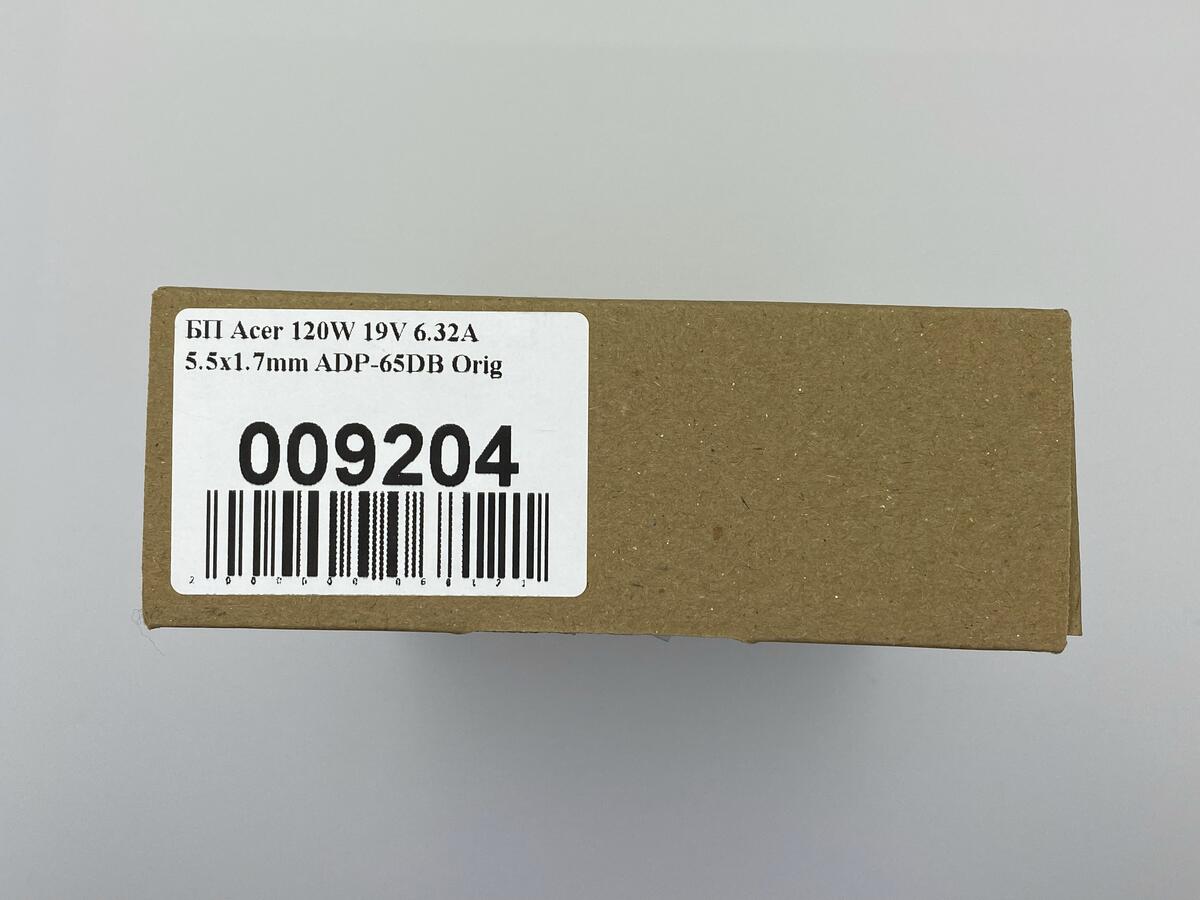 БП Acer 120W 19V 6.32A
5.5x1.7mm ADP-65DB Orig
009204